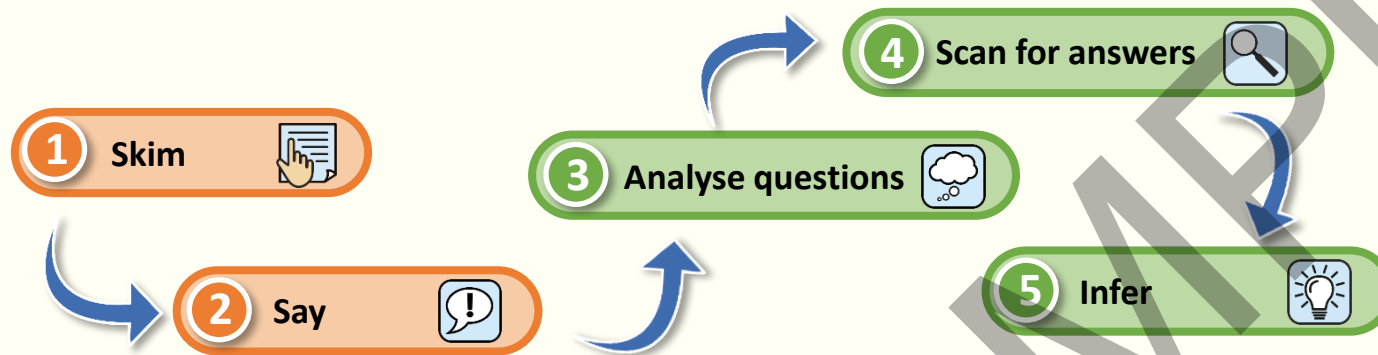 1 Skim
2 Say
!
3 Analyse questions
4 Scan for answers
5 Infer